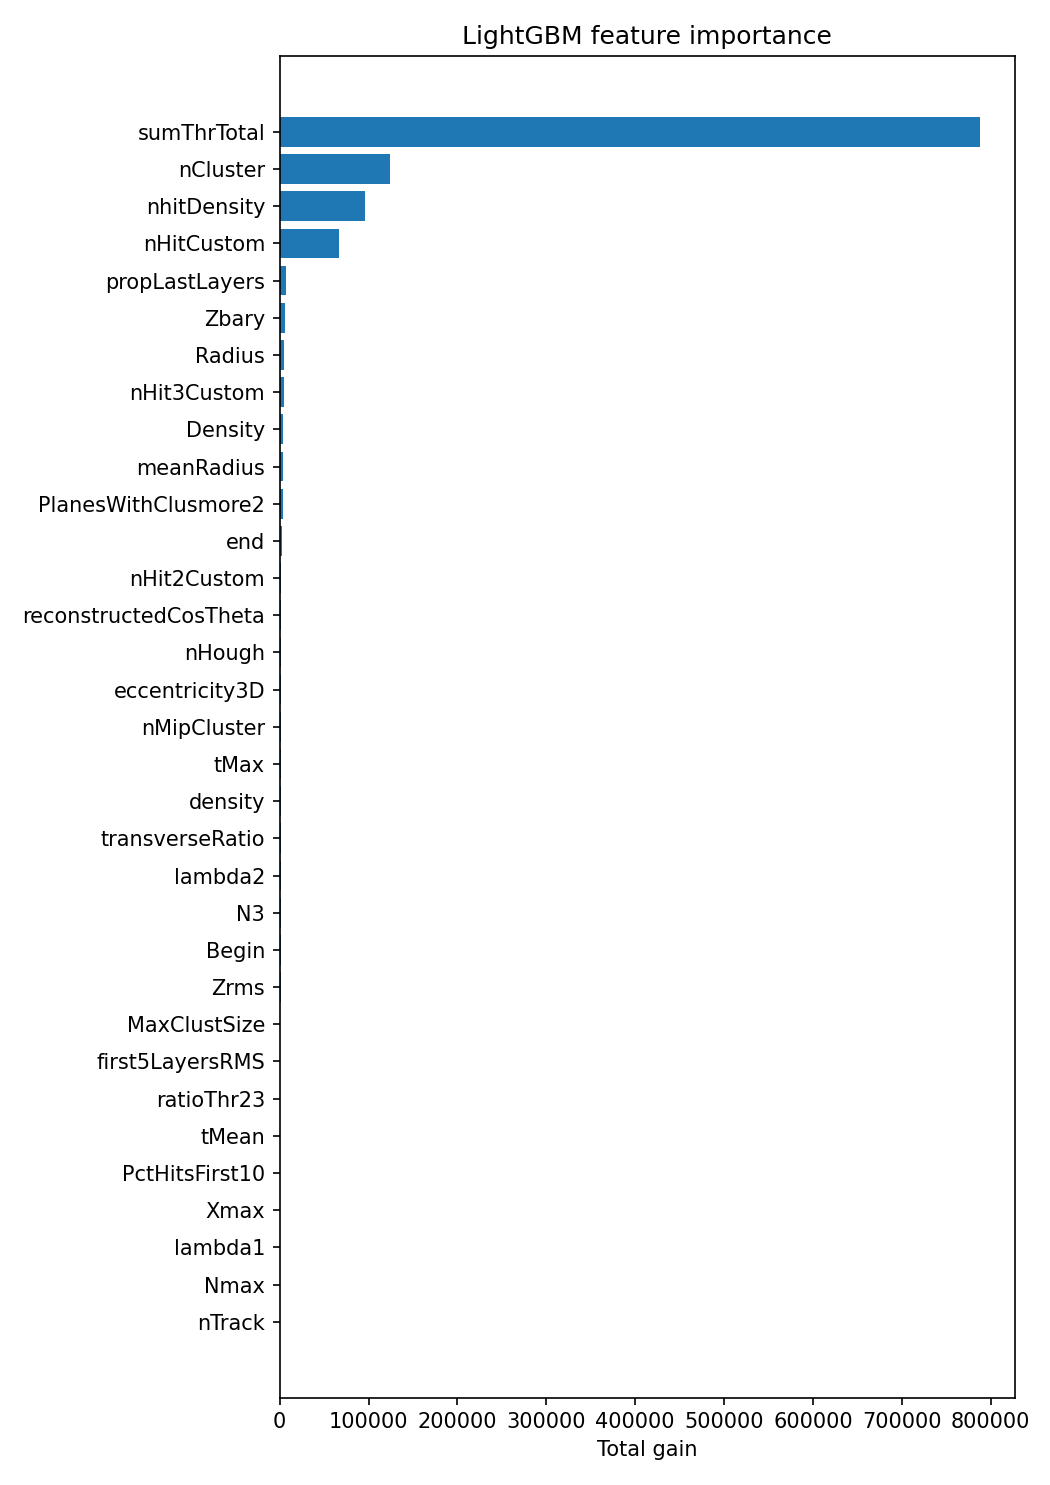 LightGBM feature importance
sumThrTotal
nCluster
nhitDensity
nHitCustom
propLastLayers
Zbary
Radius
nHit3Custom
Density
meanRadius
PlanesWithClusmore2
end
nHit2Custom
reconstructedCosTheta
nHough
eccentricity3D
nMipCluster
tMax
density
transverseRatio
lambda2
N3
Begin
Zrms
MaxClustSize
first5LayersRMS
ratioThr23
tMean
PctHitsFirst10
Xmax
lambda1
Nmax
nTrack
0 100000 200000 300000 400000 500000 600000 700000 800000
Total gain